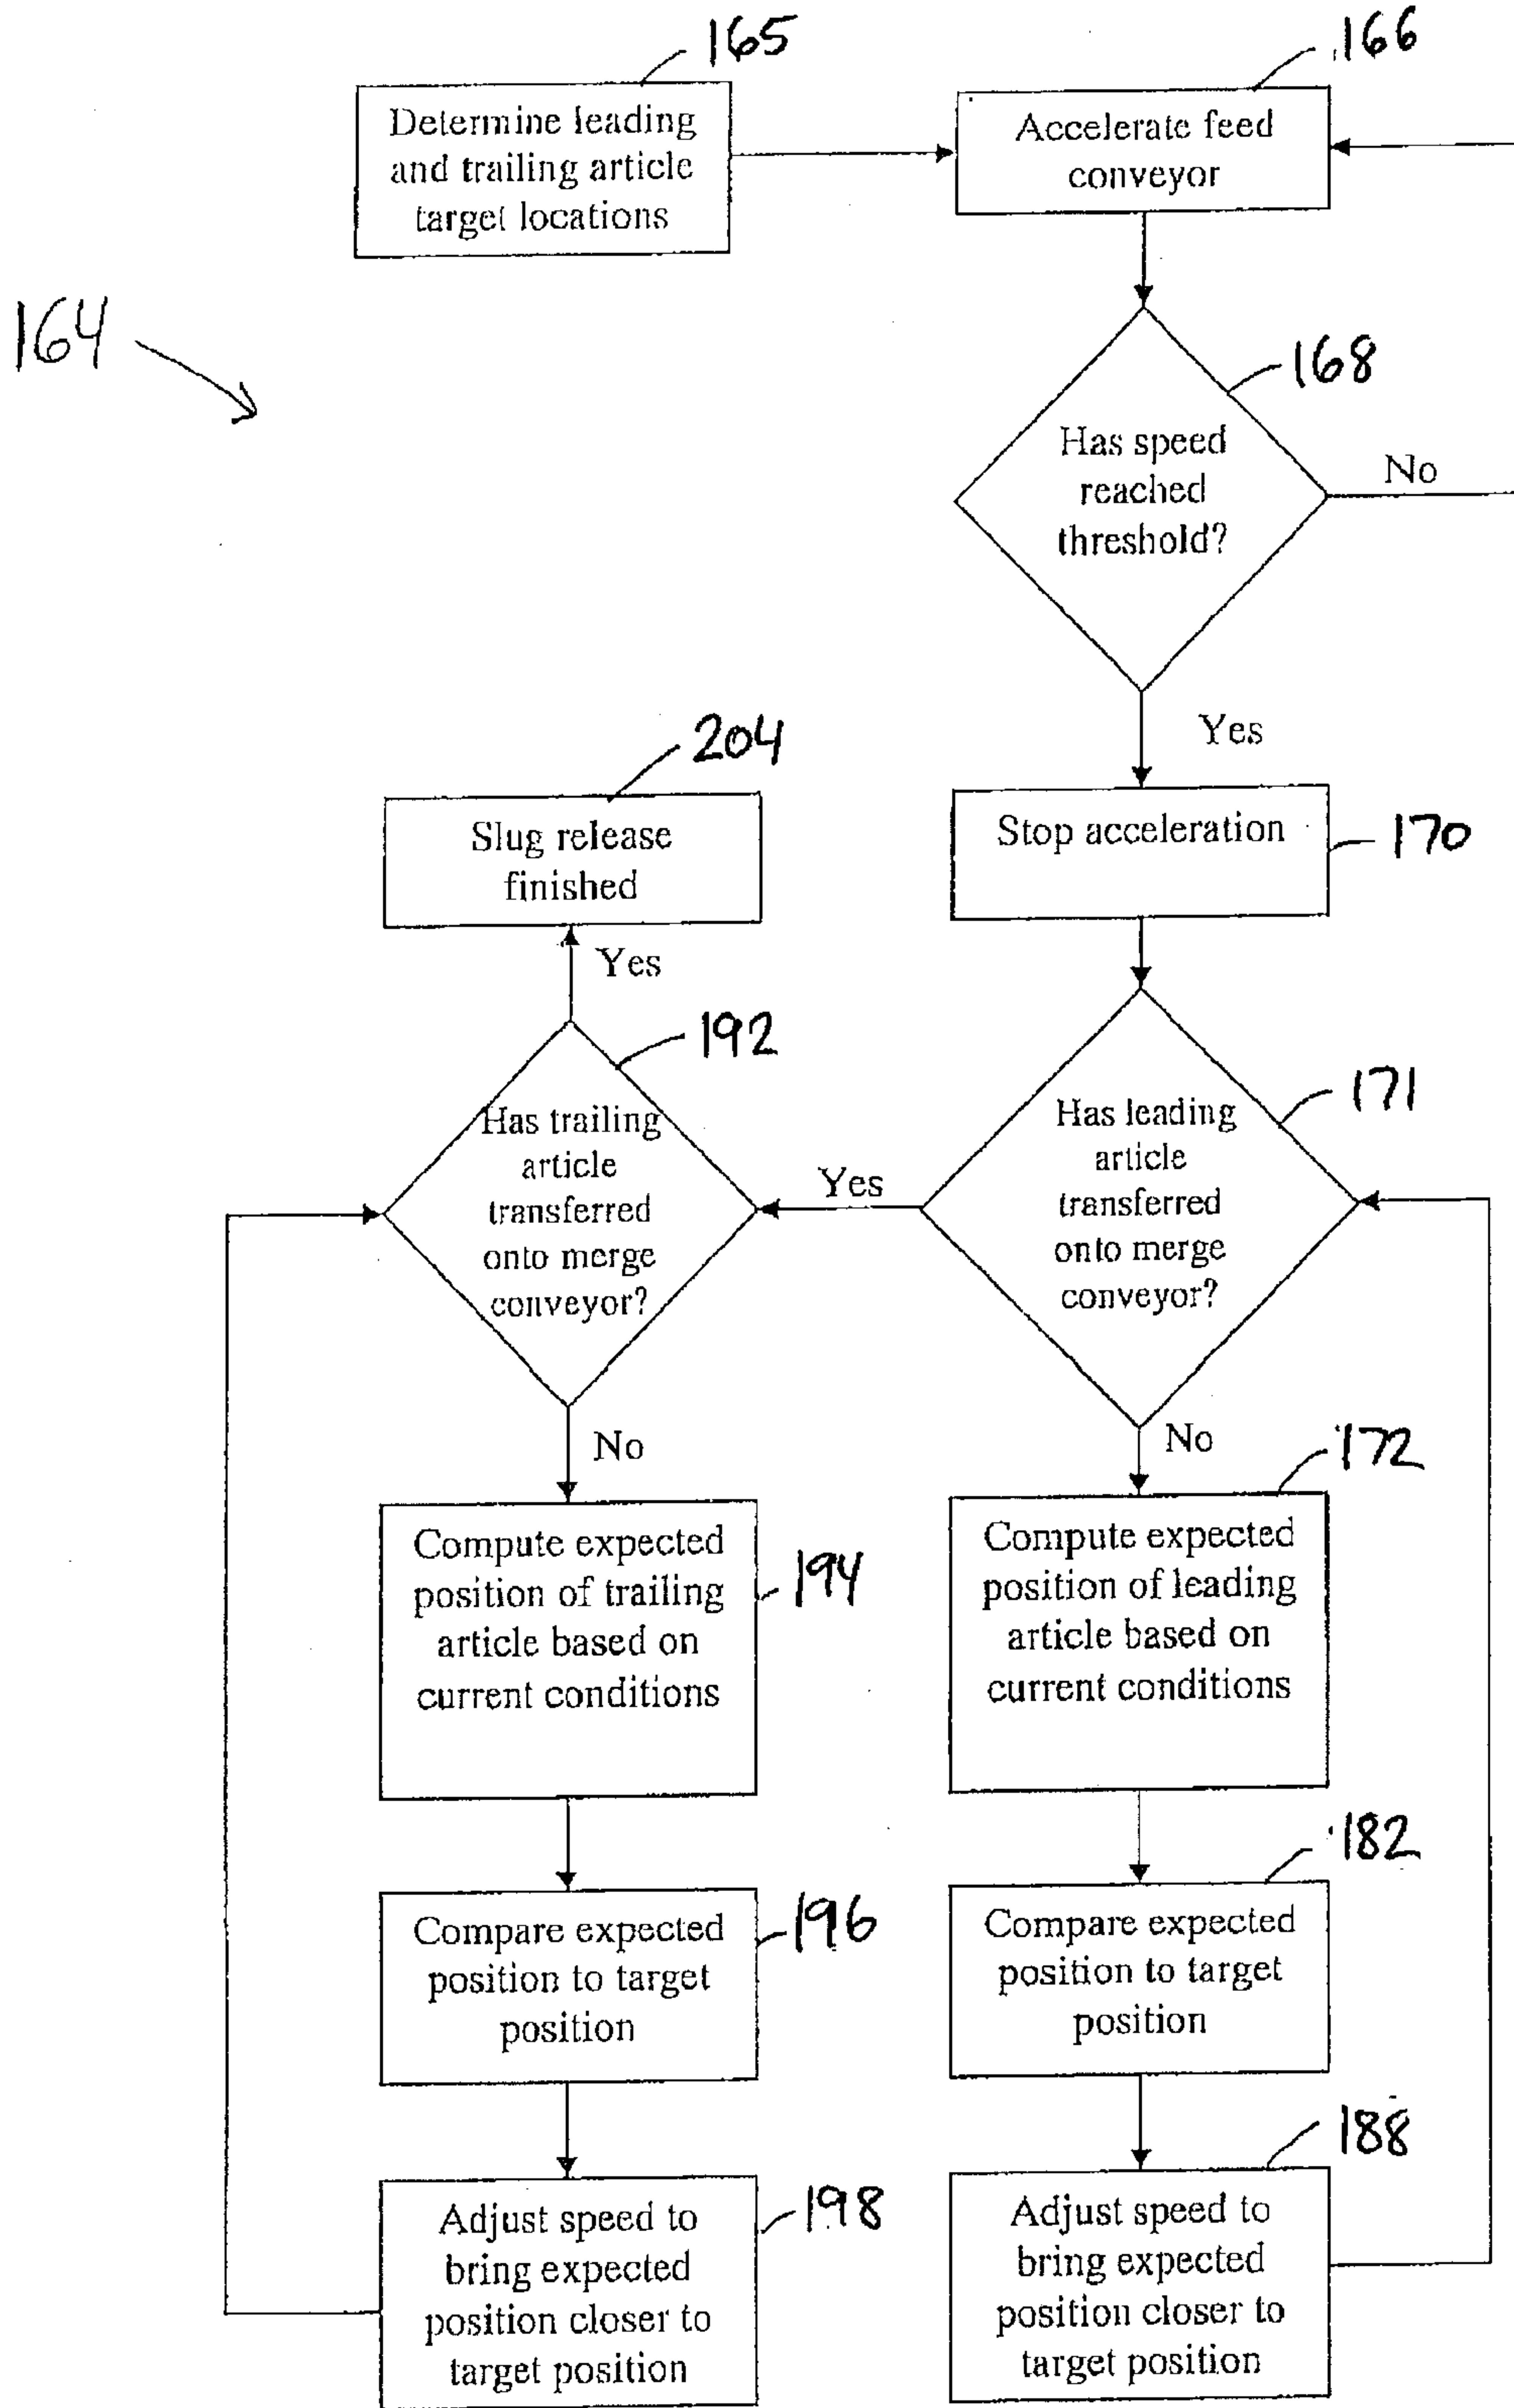 165
Determine leading
and trailing article
target locations
166
Accelerate feed
conveyor
164
168
Has speed
reached
threshold?
No
Yes
204
Slug release
finished
Stop acceleration
170
Yes
192
Has trailing
article
transferred
onto merge
conveyor?
Yes
171
Has leading
article
transferred
onto merge
conveyor?
No
No
172
Compute expected
position of trailing
article based on
current conditions
194
Compute expected
position of leading
article based on
current conditions
182
Compare expected
position to target
position
196
Compare expected
position to target
position
188
Adjust speed to
bring expected
position closer to
target position
198
Adjust speed to
bring expected
position closer to
target position